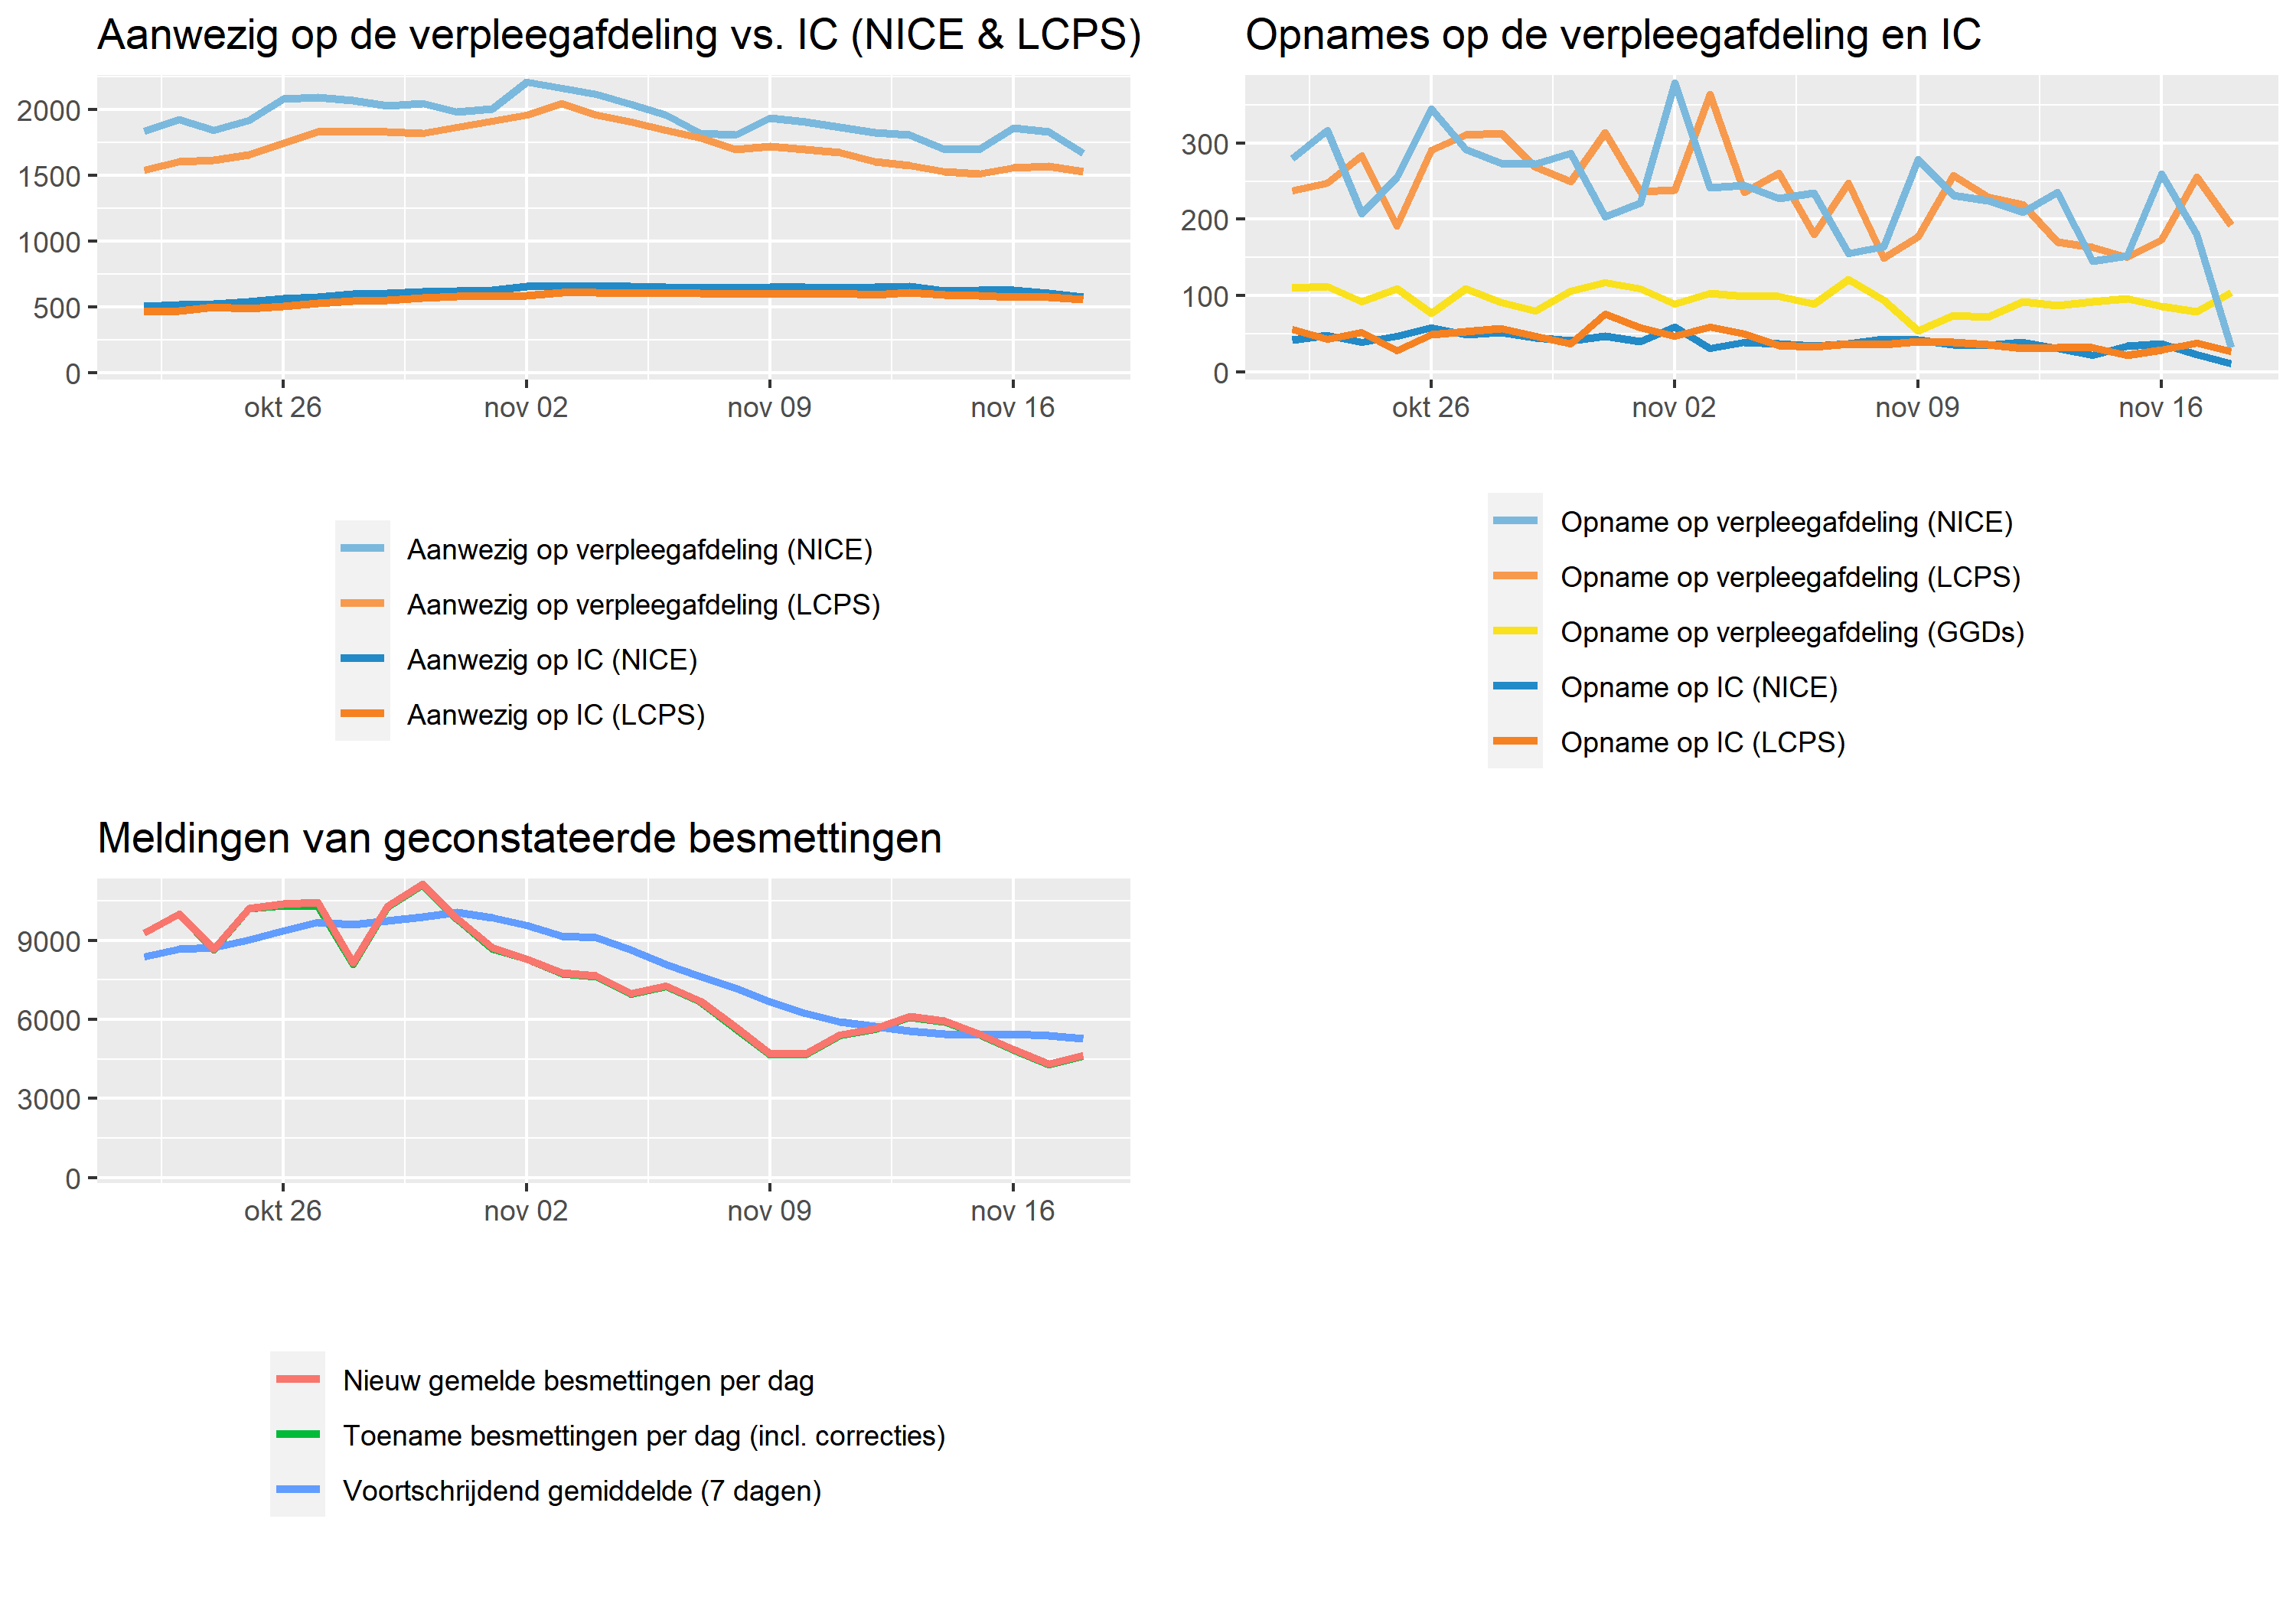 Aanwezig op de verpleegafdeling vs. IC (NICE & LCPS)
2000
1500
1000
500
0
okt 26 nov 02 nov 09 nov 16
Aanwezig op verpleegafdeling (NICE)
Aanwezig op verpleegafdeling (LCPS)
Aanwezig op IC (NICE)
Aanwezig op IC (LCPS)
Opnames op de verpleegafdeling en IC
300
200
100
0
okt 26 nov 02 nov 09 nov 16
Opname op verpleegafdeling (NICE)
Opname op verpleegafdeling (LCPS)
Opname op verpleegafdeling (GGDs)
Opname op IC (NICE)
Opname op IC (LCPS)
Meldingen van geconstateerde besmettingen
9000
6000
3000
0
okt 26 nov 02 nov 09 nov 16
Nieuw gemelde besmettingen per dag
Toename besmettingen per dag (incl. correcties)
Voortschrijdend gemiddelde (7 dagen)